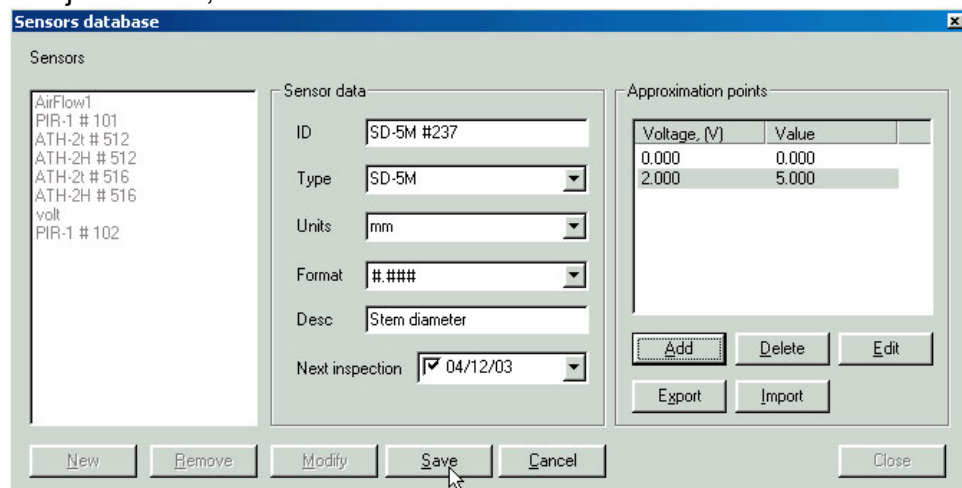 Sensors database
Sensors
AirFlow1
PIR-1 # 101
ATH-2t # 512
ATH-2H # 512
ATH-2t # 516
ATH-2H # 516
volt
PIR-1 # 102
Sensor data
ID SD-5M #237
Type SD-5M
Units mm
Format #.###
Desc Stem diameter
Next inspection 04/12/03
Approximation points
Voltage, (V) Value
0.000 0.000
2.000 5.000
Add Delete Edit
Export Import
New Remove Modify Save Cancel Close